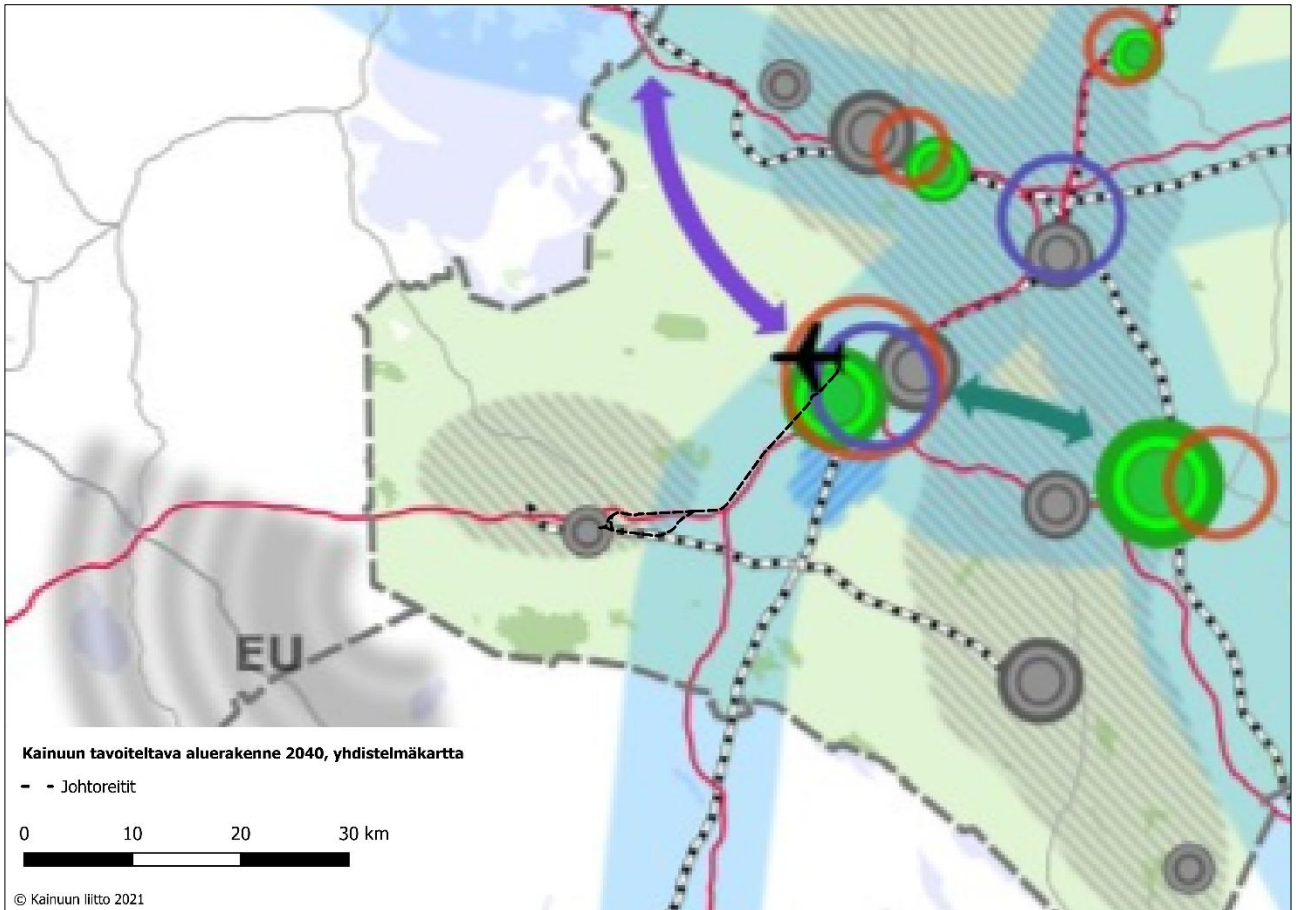 EU
Kainuun tavoiteltava aluerakenne 2040, yhdistelmäkartta
Johtoreitit
0 10 20 30 km
© Kainuun liitto 2021